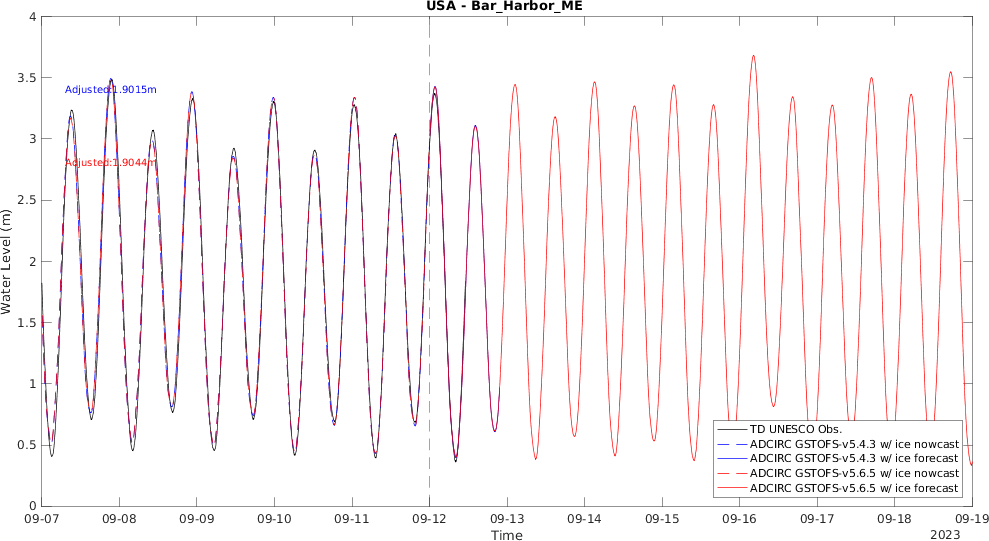 USA - Bar_Harbor_ME
4
3.5
3
2.5
2
1.5
1
0.5
0
Water Level (m)
Adjusted:1.9015m
Adjusted:1.9044m
TD UNESCO Obs.
ADCIRC GSTOFS-v5.4.3 w/ ice nowcast
ADCIRC GSTOFS-v5.4.3 w/ ice forecast
ADCIRC GSTOFS-v5.6.5 w/ ice nowcast
ADCIRC GSTOFS-v5.6.5 w/ ice forecast
09-07 09-08 09-09 09-10 09-11 09-12 09-13 09-14 09-15 09-16 09-17 09-18 09-19
Time
2023